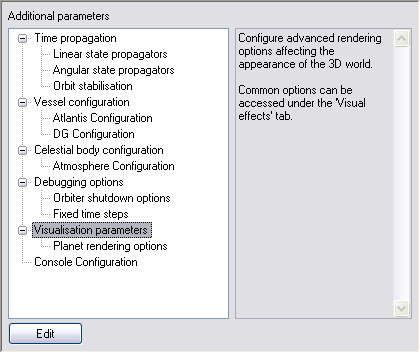 Additional parameters
Time propagation
Linear state propagators
Angular state propagators
Orbit stabilisation
Vessel configuration
Atlantis Configuration
DG Configuration
Celestial body configuration
Atmosphere Configuration
Debugging options
Orbiter shutdown options
Fixed time steps
Visualisation parameters
Planet rendering options
Console Configuration
Configure advanced rendering
options affecting the
appearance of the 3D world.
Common options can be
accessed under the 'Visual
effects' tab.
Edit